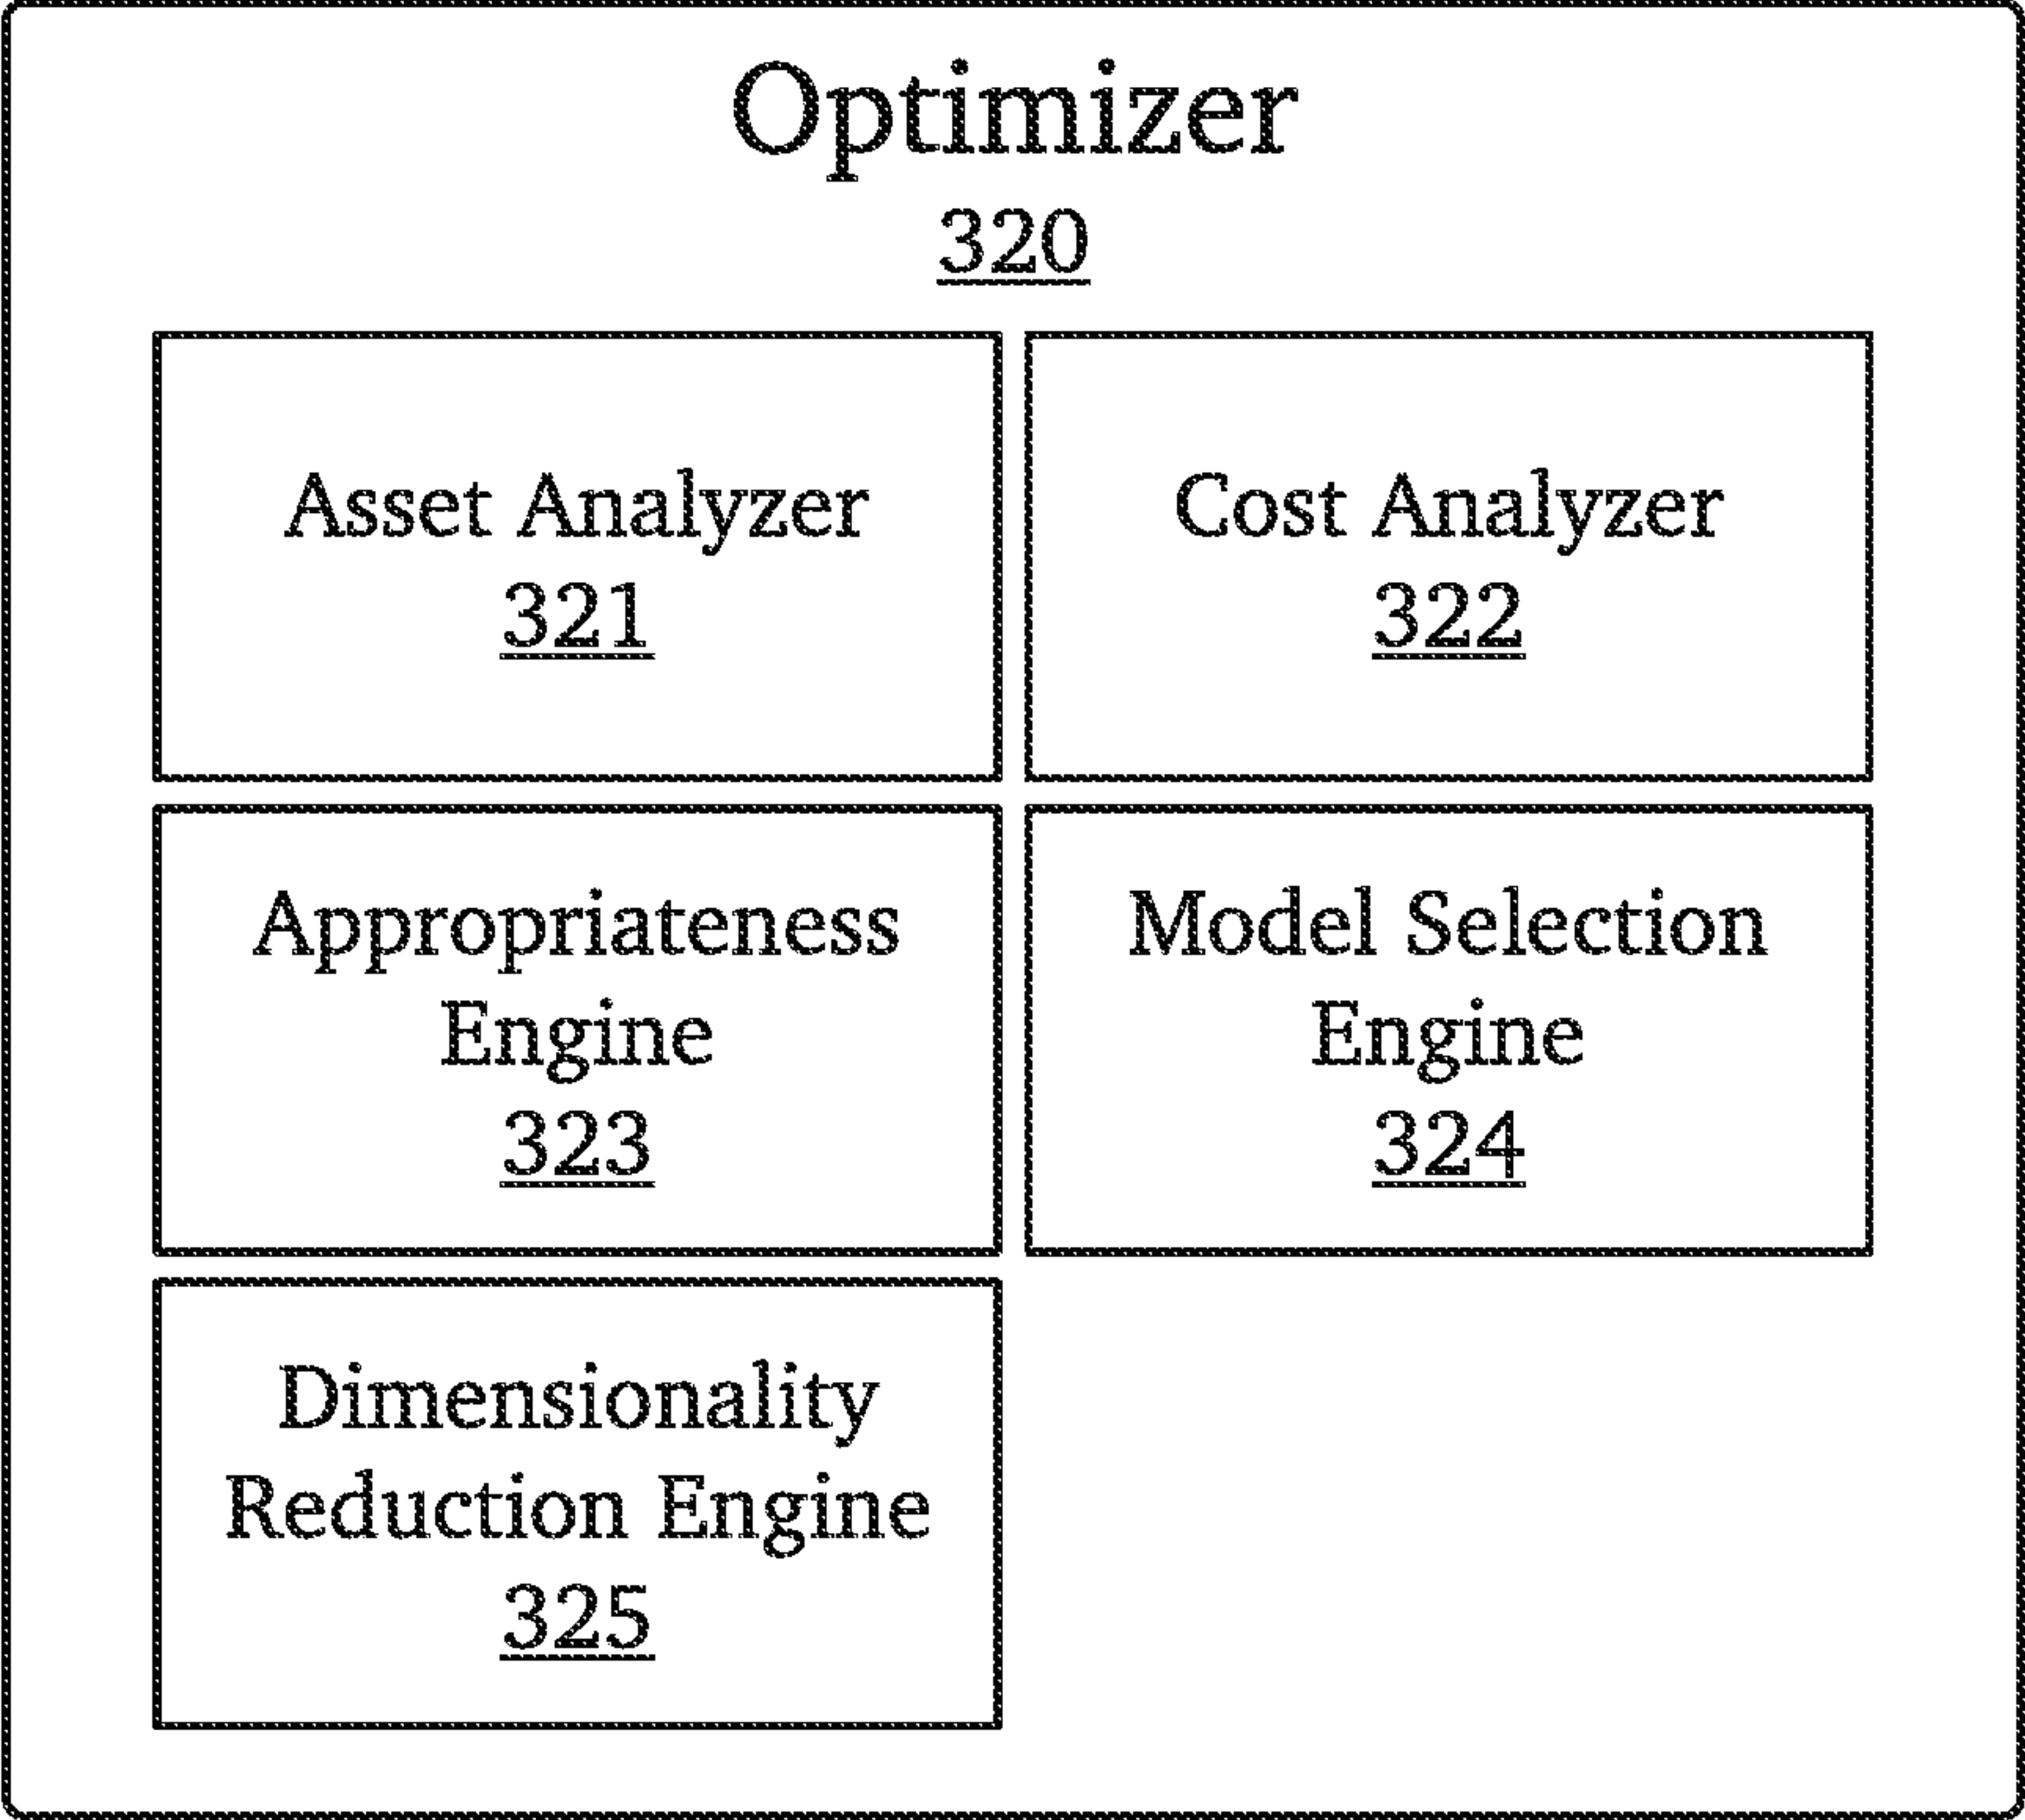 Optimizer
320
Asset Analyzer
321
Cost Analyzer
322
Appropriateness
Engine
323
Model Selection
Engine
324
Dimensionality
Reduction Engine
325